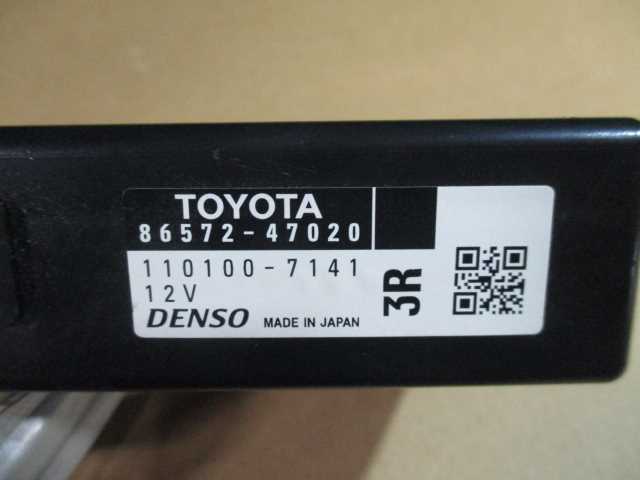 TOYOTA
86572-47020
110100-7141
12V
3R
DENSO MADE IN JAPAN